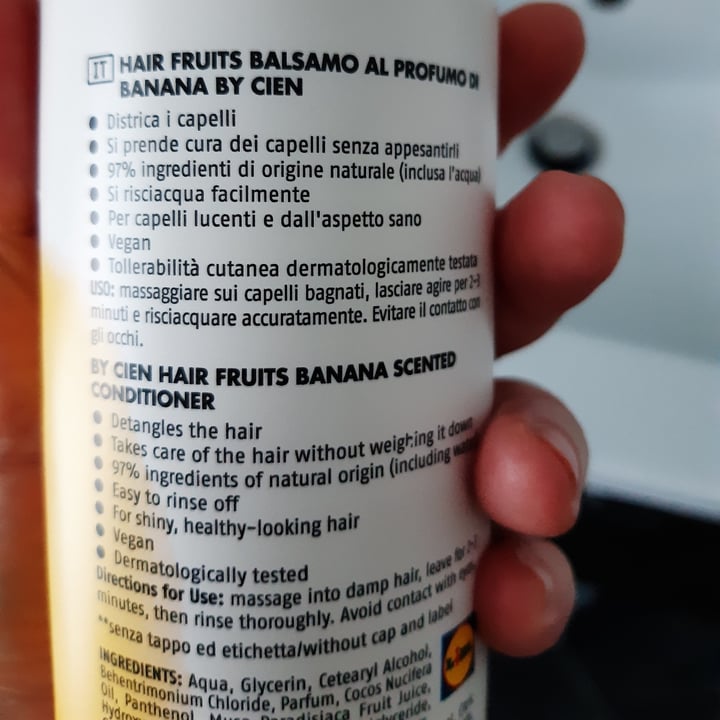 IT HAIR FRUITS BALSAMO AL PROFUMO DI
BANANA BY CIEN
• Districa i capelli
• Si prende cura dei capelli senza appesantirli
• 97% ingredienti di origine naturale (inclusa l'acqua)
• Si risciacqua facilmente
• Per capelli lucenti e dall'aspetto sano
• Vegan
• Tollerabilità cutanea dermatologicamente testata
USO: massaggiare sui capelli bagnati, lasciare agire per 2-3
minuti e risciacquare accuratamente. Evitare il contatto con
gli occhi.
BY CIEN HAIR FRUITS BANANA SCENTED
CONDITIONER
• Detangles the hair
• Takes care of the hair without weighing it down
• 97% ingredients of natural origin (including water
• Easy to rinse off
• For shiny, healthy-looking hair
• Vegan
• Dermatologically tested
Directions for Use: massage into damp hair, leave for 2-3
minutes, then rinse thoroughly. Avoid contact with eyes.
**senza tappo ed etichetta/without cap and label
INGREDIENTS: Aqua, Glycerin, Cetearyl Alcohol,
Behentrimonium Chloride, Parfum, Cocos Nucifera
Oil, Panthenol, Musa Paradisiaca Fruit Juice,